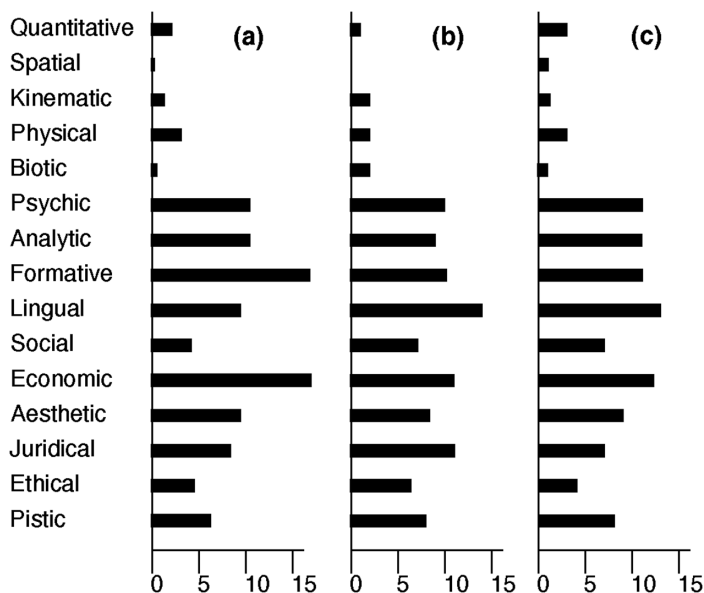 Quantitative (a) (b) (c)
Spatial
Kinematic
Physical
Biotic
Psychic
Analytic
Formative
Lingual
Social
Economic
Aesthetic
Juridical
Ethical
Pistic
0 5 10 15 0 5 10 15 0 5 10 15